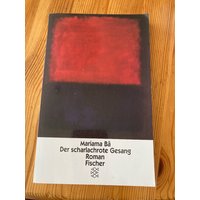 Mariama Bâ
Der scharlachrote Gesang
Roman
Fischer